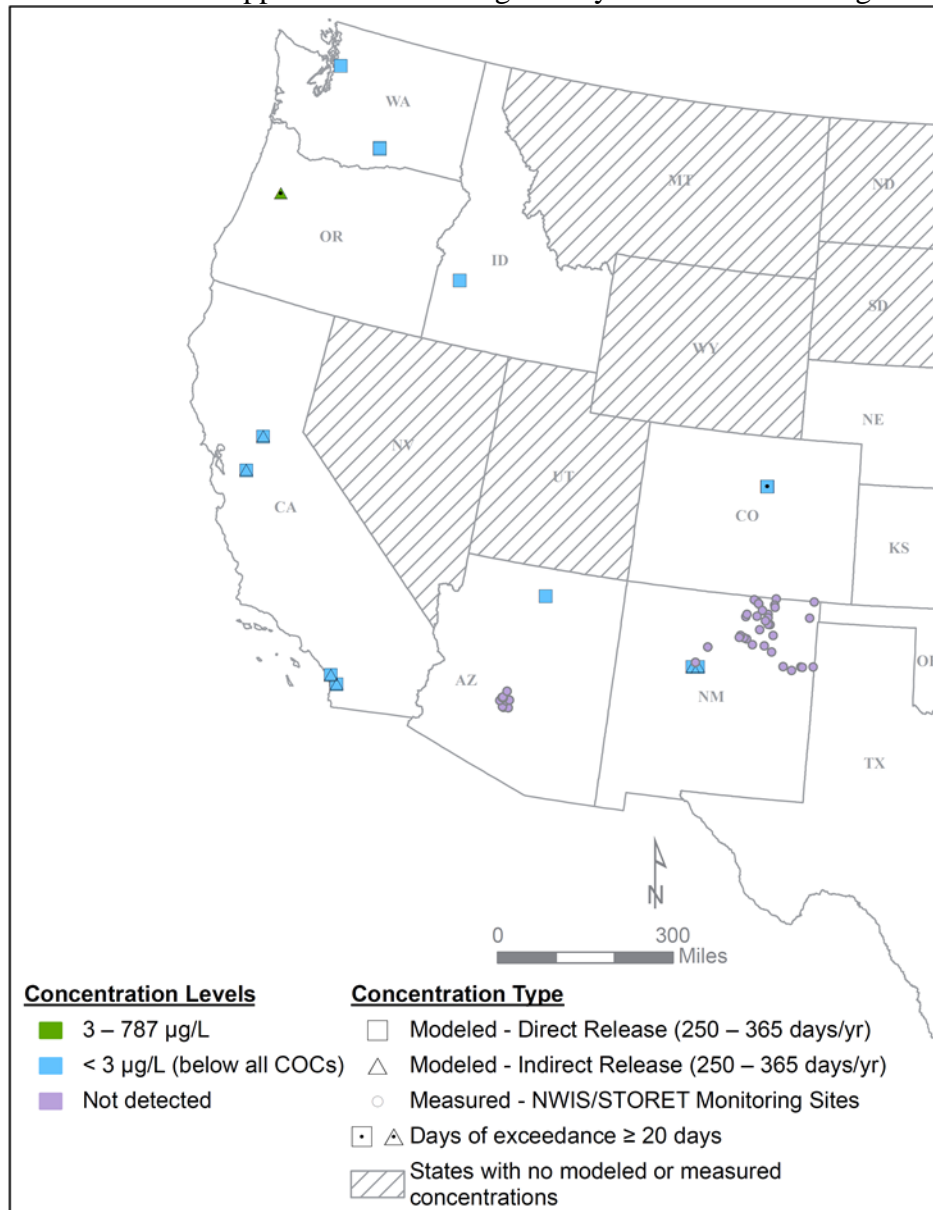 WA
MT
ND
OR
ID
SD
WY
NE
NV
UT
CO
CA
KS
AZ
NM
TX
N
0 300
Miles
Concentration Levels
3 – 787 µg/L
< 3 µg/L (below all COCs)
Not detected
Concentration Type
Modeled - Direct Release (250 – 365 days/yr)
Modeled - Indirect Release (250 – 365 days/yr)
Measured - NWIS/STORET Monitoring Sites
Days of exceedance ≥ 20 days
States with no modeled or measured
concentrations